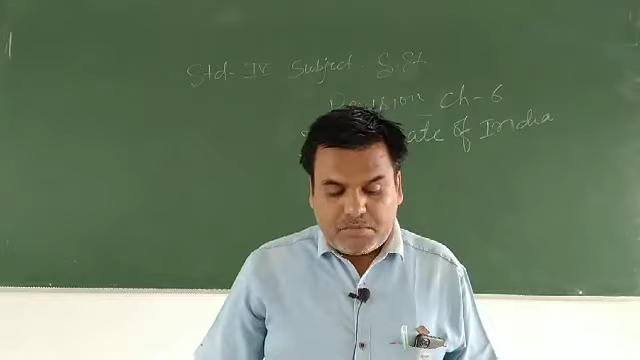 Std- IV Subject - S.St
Revision Ch-6
of India